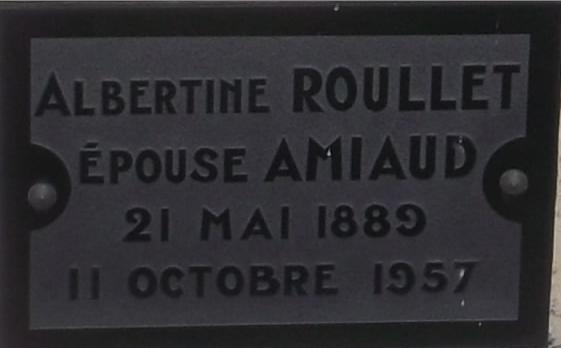 ALBERTINE ROULLET
ÉPOUSE AMIAUD
21 MAI 1889
11 OCTOBRE 1957